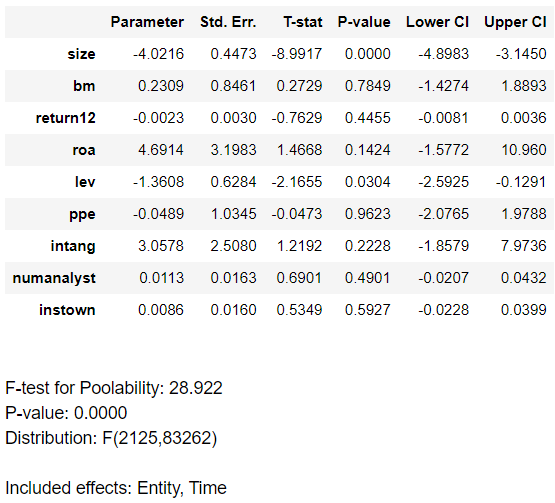 Parameter Std. Err. T-stat P-value Lower CI Upper CI
size -4.0216 0.4473 -8.9917 0.0000 -4.8983 -3.1450
bm 0.2309 0.8461 0.2729 0.7849 -1.4274 1.8893
return12 -0.0023 0.0030 -0.7629 0.4455 -0.0081 0.0036
roa 4.6914 3.1983 1.4668 0.1424 -1.5772 10.960
lev -1.3608 0.6284 -2.1655 0.0304 -2.5925 -0.1291
ppe -0.0489 1.0345 -0.0473 0.9623 -2.0765 1.9788
intang 3.0578 2.5080 1.2192 0.2228 -1.8579 7.9736
numanalyst 0.0113 0.0163 0.6901 0.4901 -0.0207 0.0432
instown 0.0086 0.0160 0.5349 0.5927 -0.0228 0.0399
F-test for Poolability: 28.922
P-value: 0.0000
Distribution: F(2125,83262)
Included effects: Entity, Time